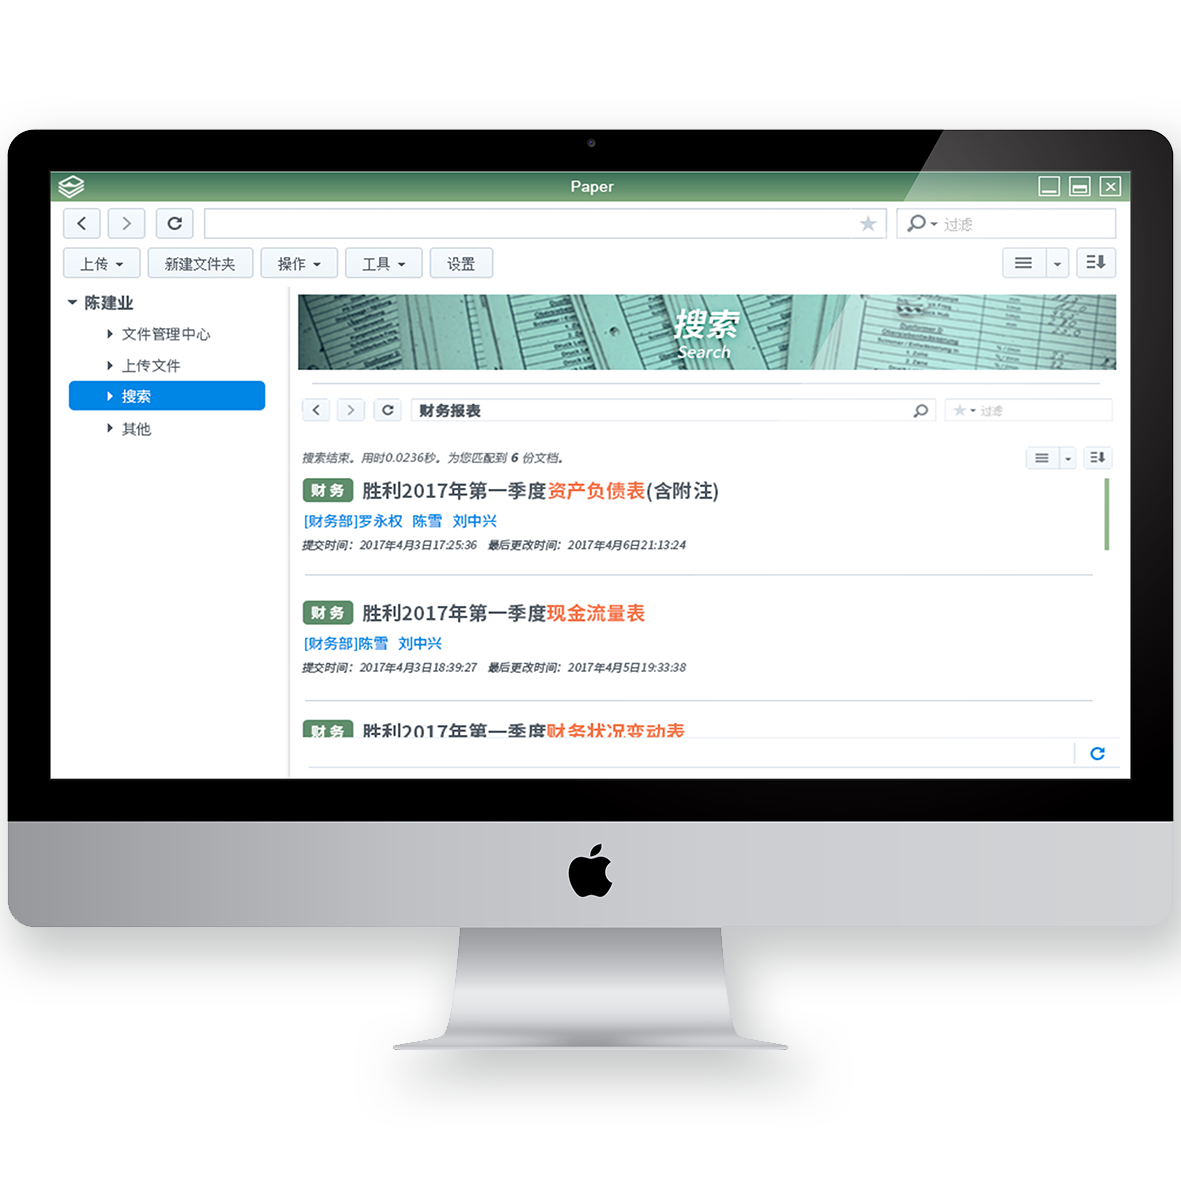 Paper
过滤
上传 新建文件夹 操作 工具 设置
陈建业
文件管理中心
上传文件
搜索
其他
搜索
Search
财务报表
过滤
搜索结束。用时0.0236秒。为您匹配到 6 份文档。
财务 胜利2017年第一季度资产负债表(含附注)
[财务部]罗永权 陈雪 刘中兴
提交时间：2017年4月3日17:25:36 最后更改时间：2017年4月6日21:13:24
财务 胜利2017年第一季度现金流量表
[财务部]陈雪 刘中兴
提交时间：2017年4月3日18:39:27 最后更改时间：2017年4月5日19:33:38
财务 胜利2017年第一季度财务状况变动表